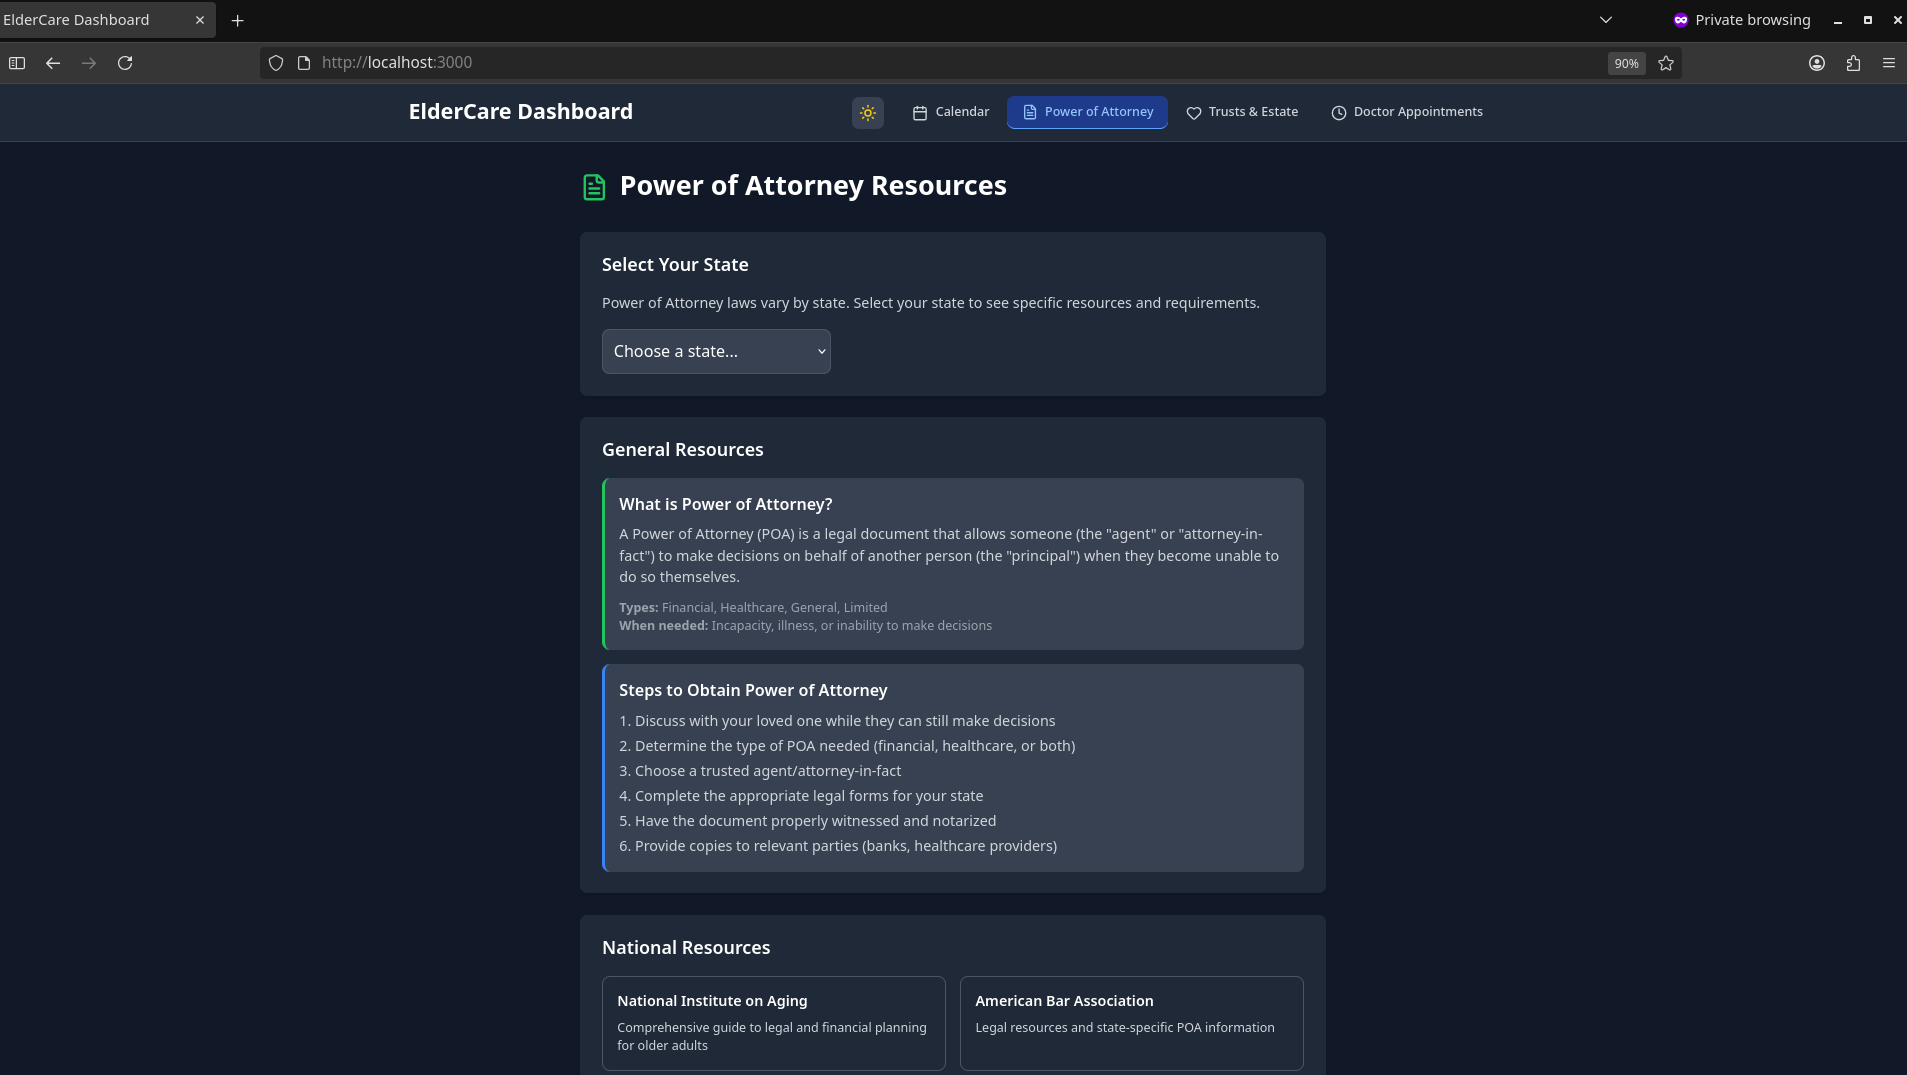 ElderCare Dashboard
Private browsing
http://localhost:3000
90%
ElderCare Dashboard
Calendar
Power of Attorney
Trusts & Estate
Doctor Appointments
Power of Attorney Resources
Select Your State
Power of Attorney laws vary by state. Select your state to see specific resources and requirements.
Choose a state...
General Resources
What is Power of Attorney?
A Power of Attorney (POA) is a legal document that allows someone (the "agent" or "attorney-in-
fact") to make decisions on behalf of another person (the "principal") when they become unable to
do so themselves.
Types: Financial, Healthcare, General, Limited
When needed: Incapacity, illness, or inability to make decisions
Steps to Obtain Power of Attorney
1. Discuss with your loved one while they can still make decisions
2. Determine the type of POA needed (financial, healthcare, or both)
3. Choose a trusted agent/attorney-in-fact
4. Complete the appropriate legal forms for your state
5. Have the document properly witnessed and notarized
6. Provide copies to relevant parties (banks, healthcare providers)
National Resources
National Institute on Aging
Comprehensive guide to legal and financial planning
for older adults
American Bar Association
Legal resources and state-specific POA information